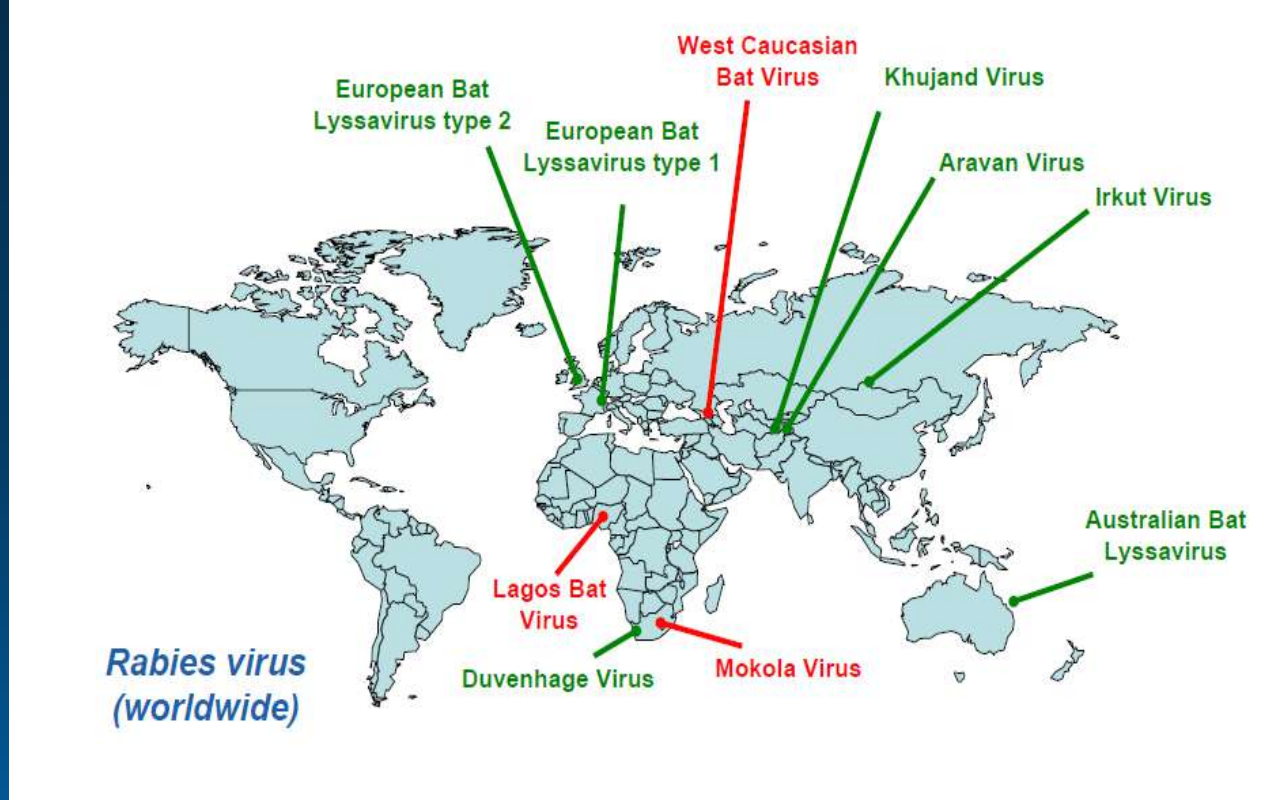 West Caucasian
Bat Virus
Khujand Virus
European Bat
Lyssavirus type 2
European Bat
Lyssavirus type 1
Aravan Virus
Irkut Virus
Australian Bat
Lyssavirus
Lagos Bat
Virus
Mokola Virus
Duvenhage Virus
Rabies virus
(worldwide)